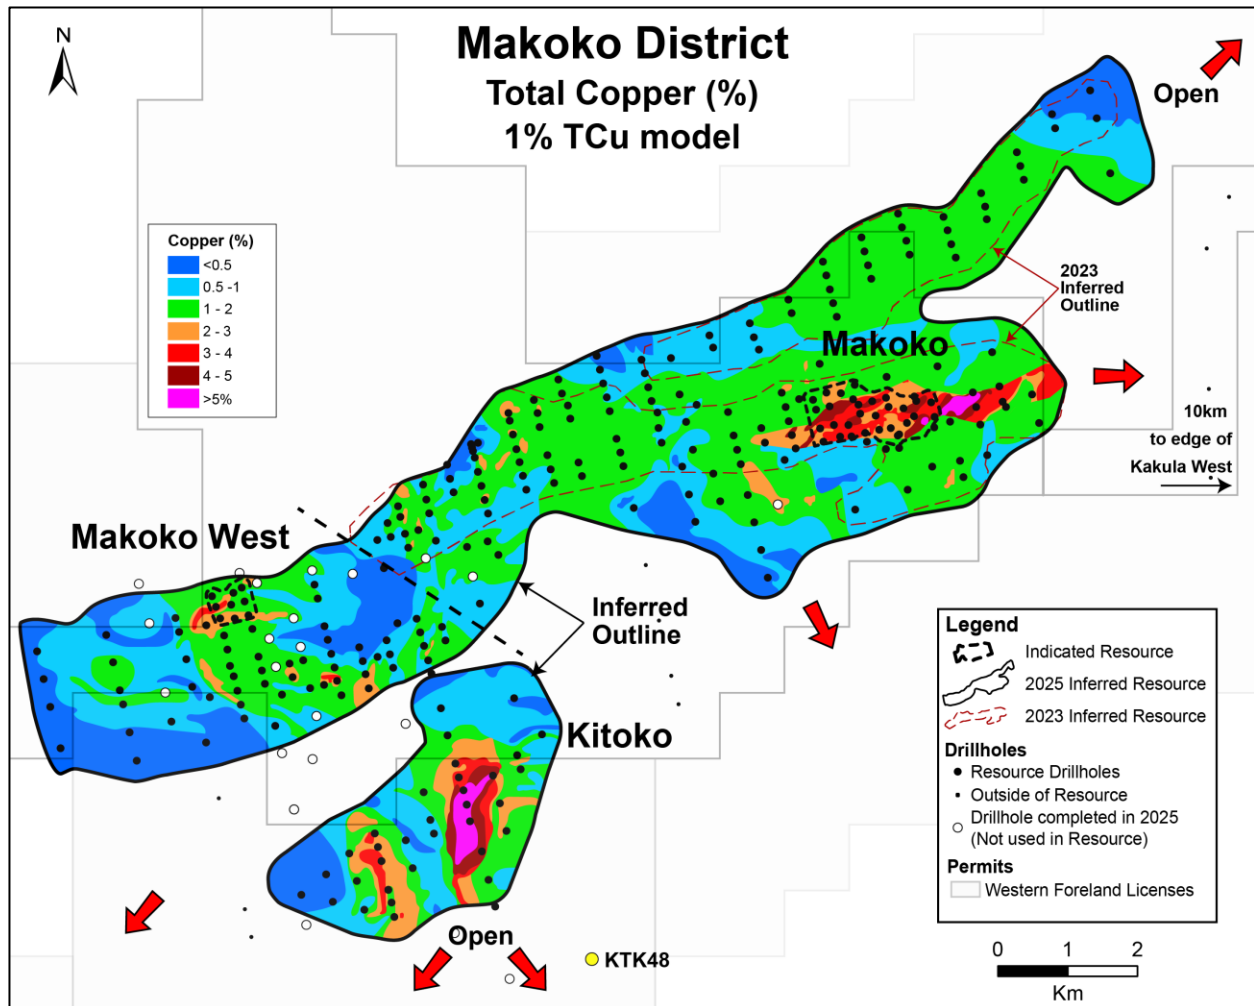 N
Makoko District
Total Copper (%)
1% TCu model
Open
Copper (%)
<0.5
0.5 -1
1 - 2
2 - 3
3 - 4
4 - 5
>5%
2023
Inferred
Outline
Makoko
10km
to edge of
Kakula West
Makoko West
Inferred
Outline
Kitoko
Open
KTK48
Legend
Indicated Resource
2025 Inferred Resource
2023 Inferred Resource
Drillholes
Resource Drillholes
Outside of Resource
Drillhole completed in 2025
(Not used in Resource)
Permits
Western Foreland Licenses
0 1 2
Km